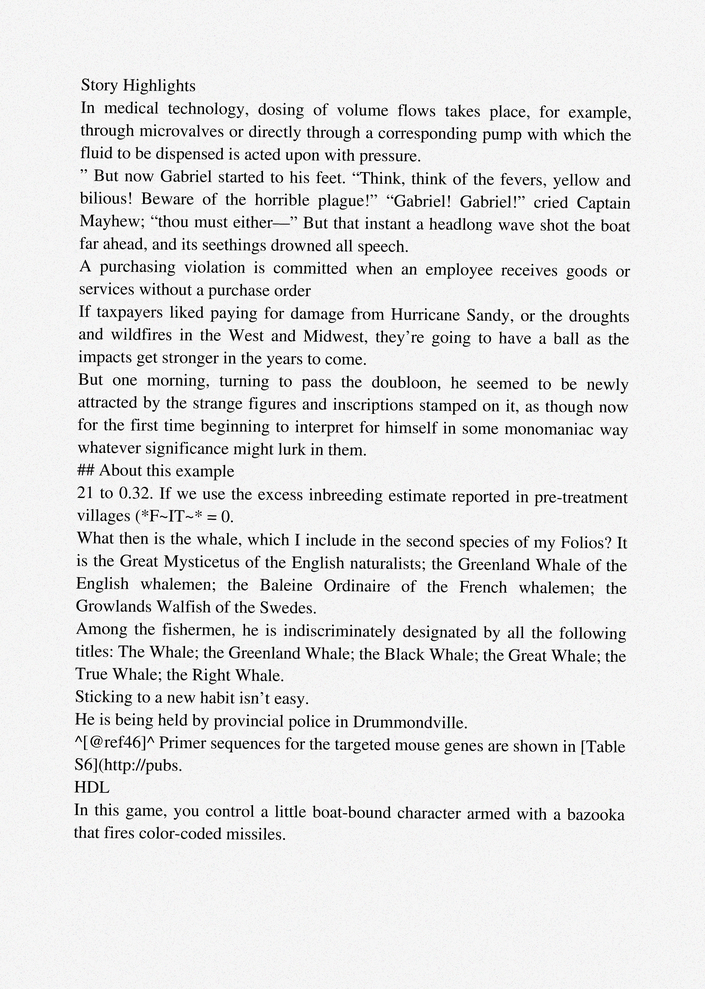 Story Highlights
In medical technology, dosing of volume flows takes place, for example,
through microvalves or directly through a corresponding pump with which the
fluid to be dispensed is acted upon with pressure.
” But now Gabriel started to his feet. “Think, think of the fevers, yellow and
bilious! Beware of the horrible plague!” “Gabriel! Gabriel!” cried Captain
Mayhew; “thou must either—” But that instant a headlong wave shot the boat
far ahead, and its seethings drowned all speech.
A purchasing violation is committed when an employee receives goods or
services without a purchase order
If taxpayers liked paying for damage from Hurricane Sandy, or the droughts
and wildfires in the West and Midwest, they’re going to have a ball as the
impacts get stronger in the years to come.
But one morning, turning to pass the doubloon, he seemed to be newly
attracted by the strange figures and inscriptions stamped on it, as though now
for the first time beginning to interpret for himself in some monomaniac way
whatever significance might lurk in them.
## About this example
21 to 0.32. If we use the excess inbreeding estimate reported in pre-treatment
villages (*F~IT~* = 0.
What then is the whale, which I include in the second species of my Folios? It
is the Great Mysticetus of the English naturalists; the Greenland Whale of the
English whalemen; the Baleine Ordinaire of the French whalemen; the
Growlands Walfish of the Swedes.
Among the fishermen, he is indiscriminately designated by all the following
titles: The Whale; the Greenland Whale; the Black Whale; the Great Whale; the
True Whale; the Right Whale.
Sticking to a new habit isn’t easy.
He is being held by provincial police in Drummondville.
^[@ref46]^ Primer sequences for the targeted mouse genes are shown in [Table
S6](http://pubs.
HDL
In this game, you control a little boat-bound character armed with a bazooka
that fires color-coded missiles.